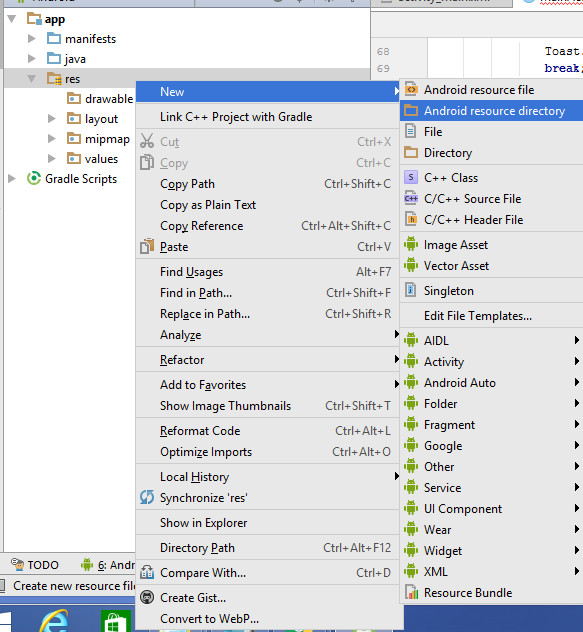 app
manifests
java
res
drawable
layout
mipmap
values
Gradle Scripts
68
69
Toast.
break;
New
Link C++ Project with Gradle
Cut Ctrl+X
Copy Ctrl+C
Copy Path Ctrl+Shift+C
Copy as Plain Text
Copy Reference Ctrl+Alt+Shift+C
Paste Ctrl+V
Find Usages Alt+F7
Find in Path... Ctrl+Shift+F
Replace in Path... Ctrl+Shift+R
Analyze
Refactor
Add to Favorites
Show Image Thumbnails Ctrl+Shift+T
Reformat Code Ctrl+Alt+L
Optimize Imports Ctrl+Alt+O
Local History
Synchronize 'res'
Show in Explorer
Directory Path Ctrl+Alt+F12
Compare With... Ctrl+D
Create Gist...
Convert to WebP...
Android resource file
Android resource directory
File
Directory
C++ Class
C/C++ Source File
C/C++ Header File
Image Asset
Vector Asset
Singleton
Edit File Templates...
AIDL
Activity
Android Auto
Folder
Fragment
Google
Other
Service
UI Component
Wear
Widget
XML
Resource Bundle
TODO
6: Andr
Create new resource file